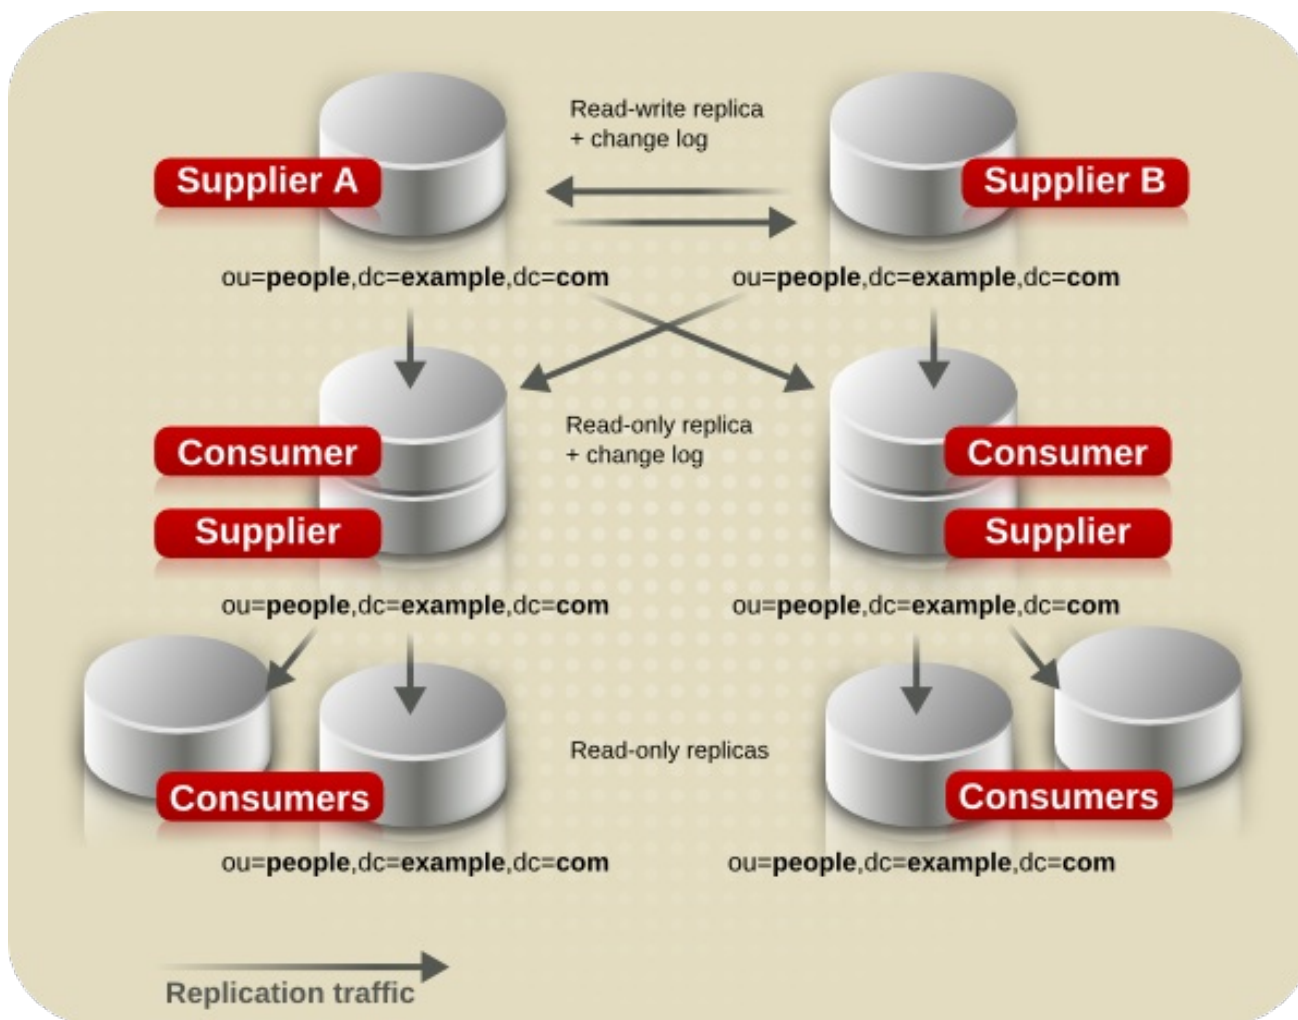 Read-write replica
+ change log
Supplier A
Supplier B
ou=people,dc=example,dc=com
ou=people,dc=example,dc=com
Read-only replica
+ change log
Consumer
Consumer
Supplier
Supplier
ou=people,dc=example,dc=com
ou=people,dc=example,dc=com
Read-only replicas
Consumers
Consumers
ou=people,dc=example,dc=com
ou=people,dc=example,dc=com
Replication traffic